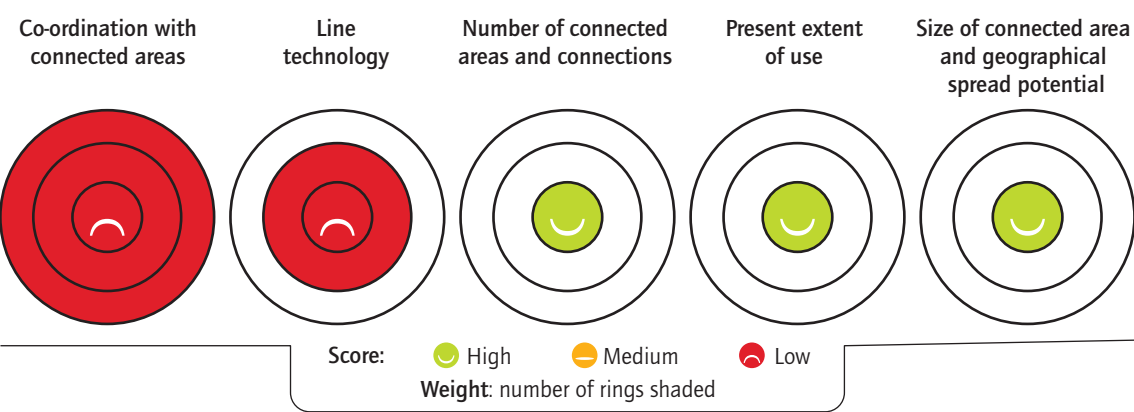 Co-ordination with
connected areas
Line
technology
Number of connected
areas and connections
Present extent
of use
Size of connected area
and geographical
spread potential
Score: High Medium Low
Weight: number of rings shaded